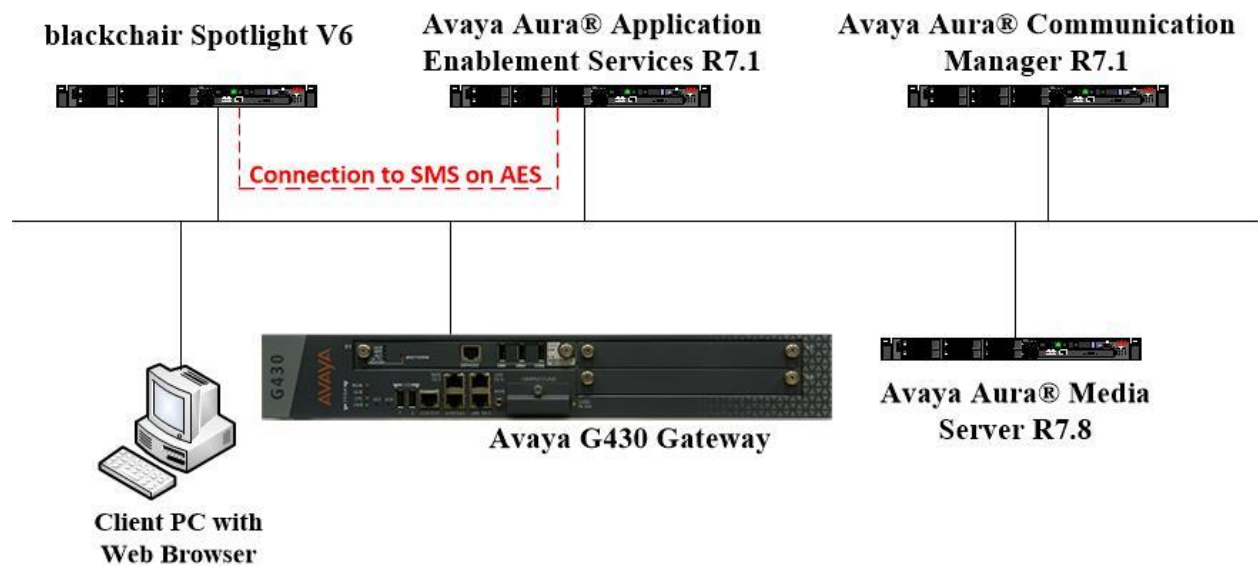 blackchair Spotlight V6
Avaya Aura® Application
Enablement Services R7.1
Avaya Aura® Communication
Manager R7.1
Connection to SMS on AES
G430
AVAYA
Avaya G430 Gateway
Avaya Aura® Media
Server R7.8
Client PC with
Web Browser